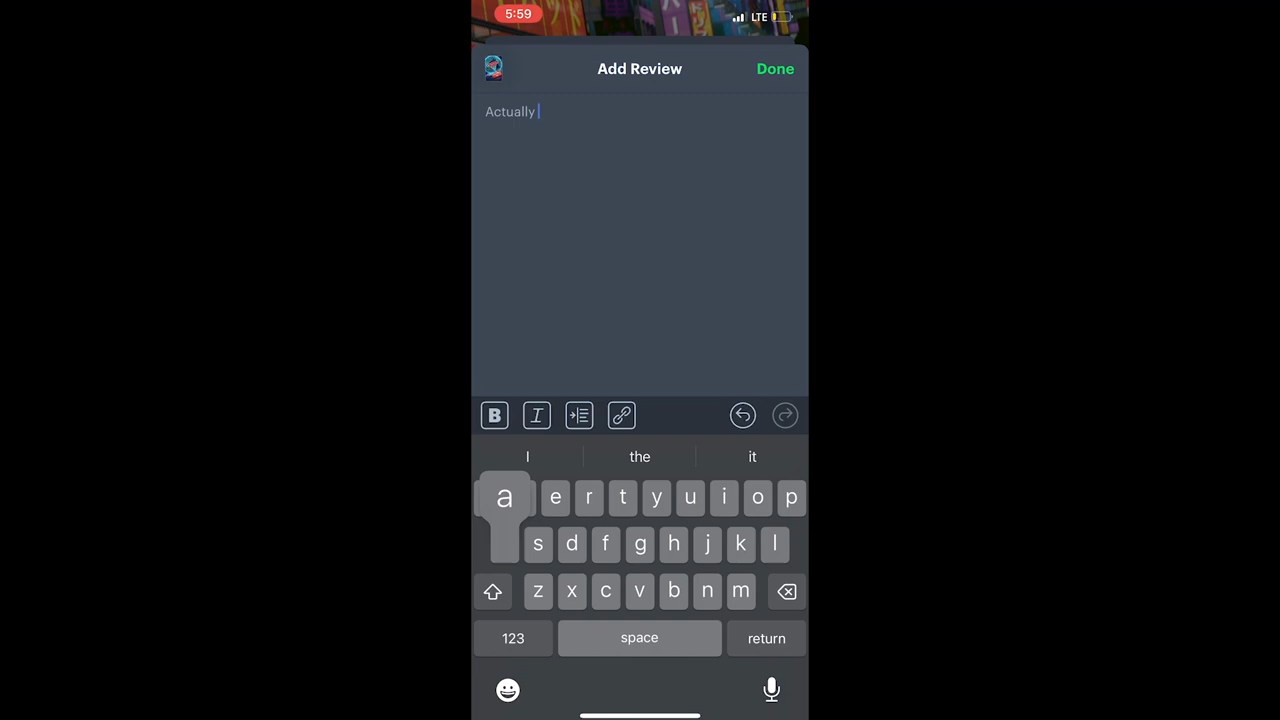 5:59
LTE
Add Review
Done
Actually
B I
I the it
a e r t y u i o p
s d f g h j k l
z x c v b n m
123 space return